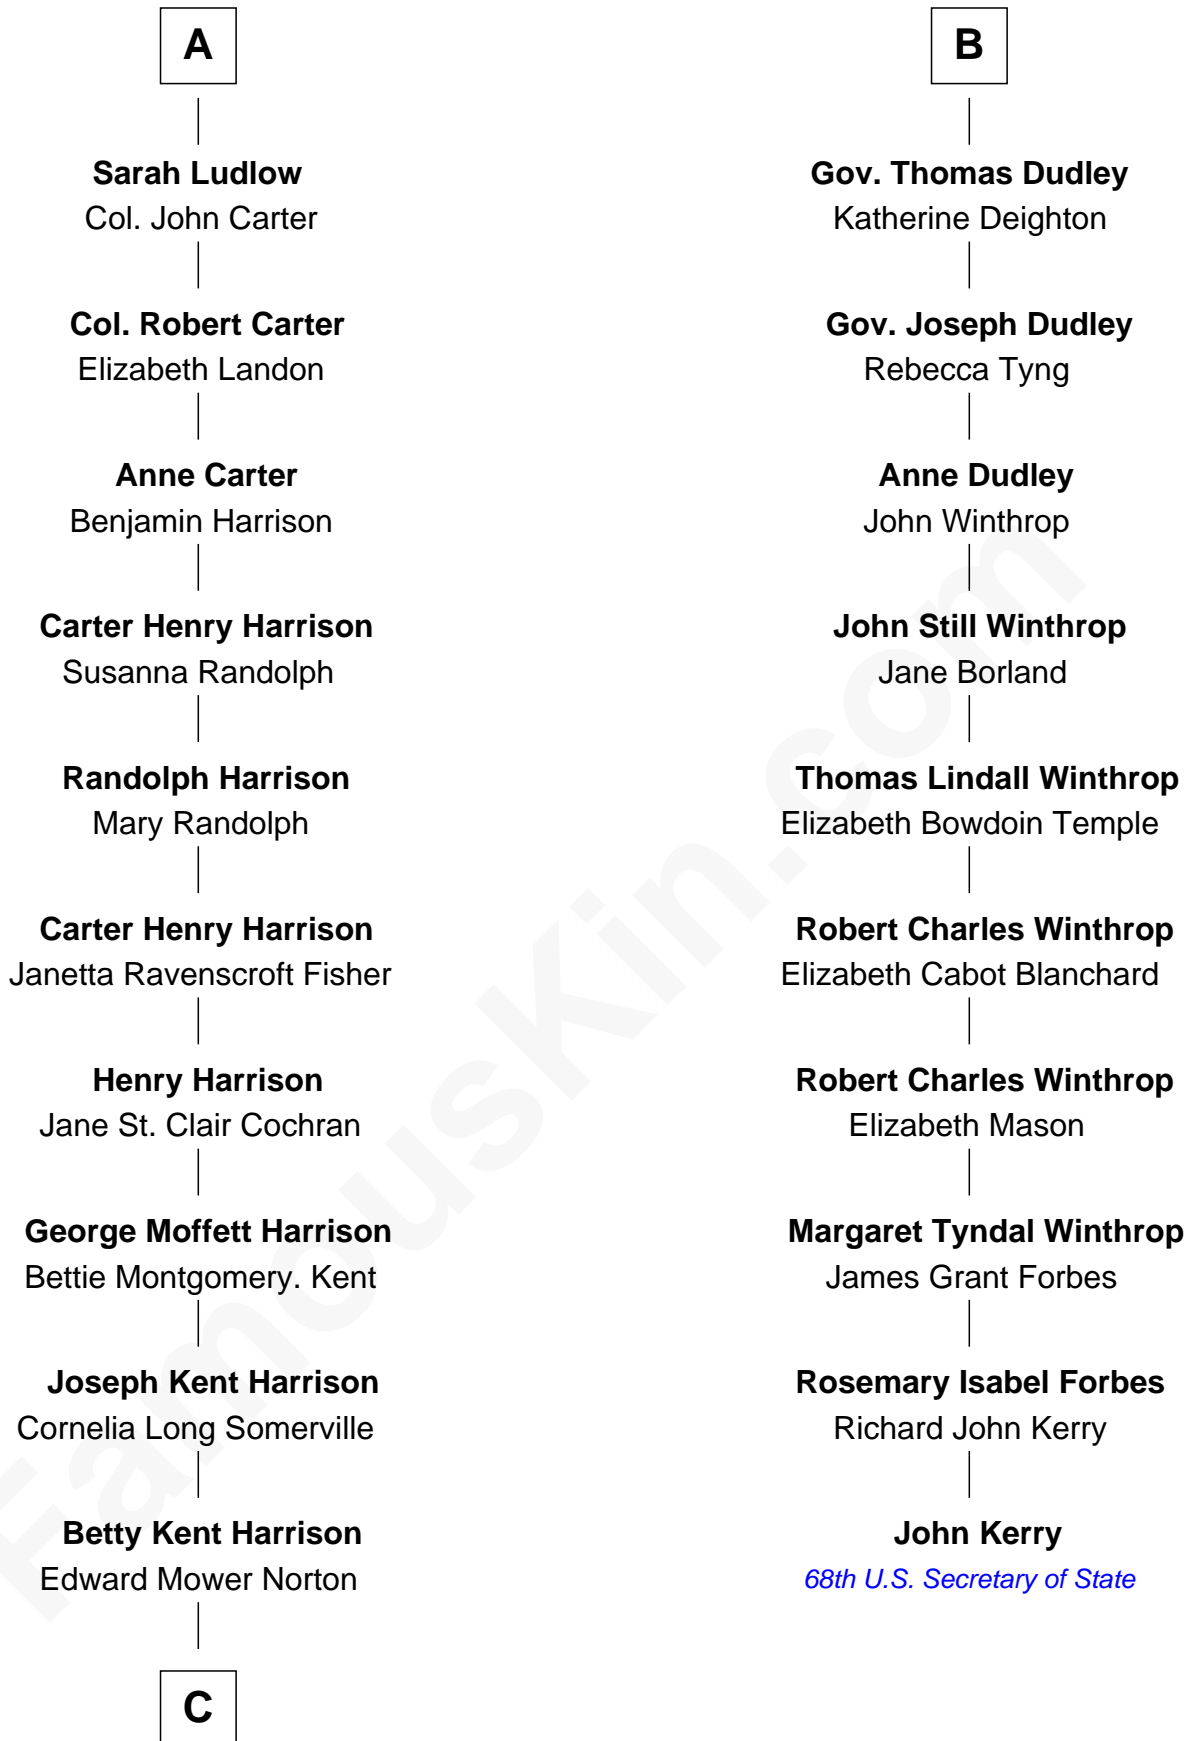 A
Sarah Ludlow
Col. John Carter
Col. Robert Carter
Elizabeth Landon
Anne Carter
Benjamin Harrison
Carter Henry Harrison
Susanna Randolph
Randolph Harrison
Mary Randolph
Carter Henry Harrison
Janetta Ravenscroft Fisher
Henry Harrison
Jane St. Clair Cochran
George Moffett Harrison
Bettie Montgomery. Kent
Joseph Kent Harrison
Cornelia Long Somerville
Betty Kent Harrison
Edward Mower Norton
C
B
Gov. Thomas Dudley
Katherine Deighton
Gov. Joseph Dudley
Rebecca Tyng
Anne Dudley
John Winthrop
John Still Winthrop
Jane Borland
Thomas Lindall Winthrop
Elizabeth Bowdoin Temple
Robert Charles Winthrop
Elizabeth Cabot Blanchard
Robert Charles Winthrop
Elizabeth Mason
Margaret Tyndal Winthrop
James Grant Forbes
Rosemary Isabel Forbes
Richard John Kerry
John Kerry
68th U.S. Secretary of State
FamousKin.com